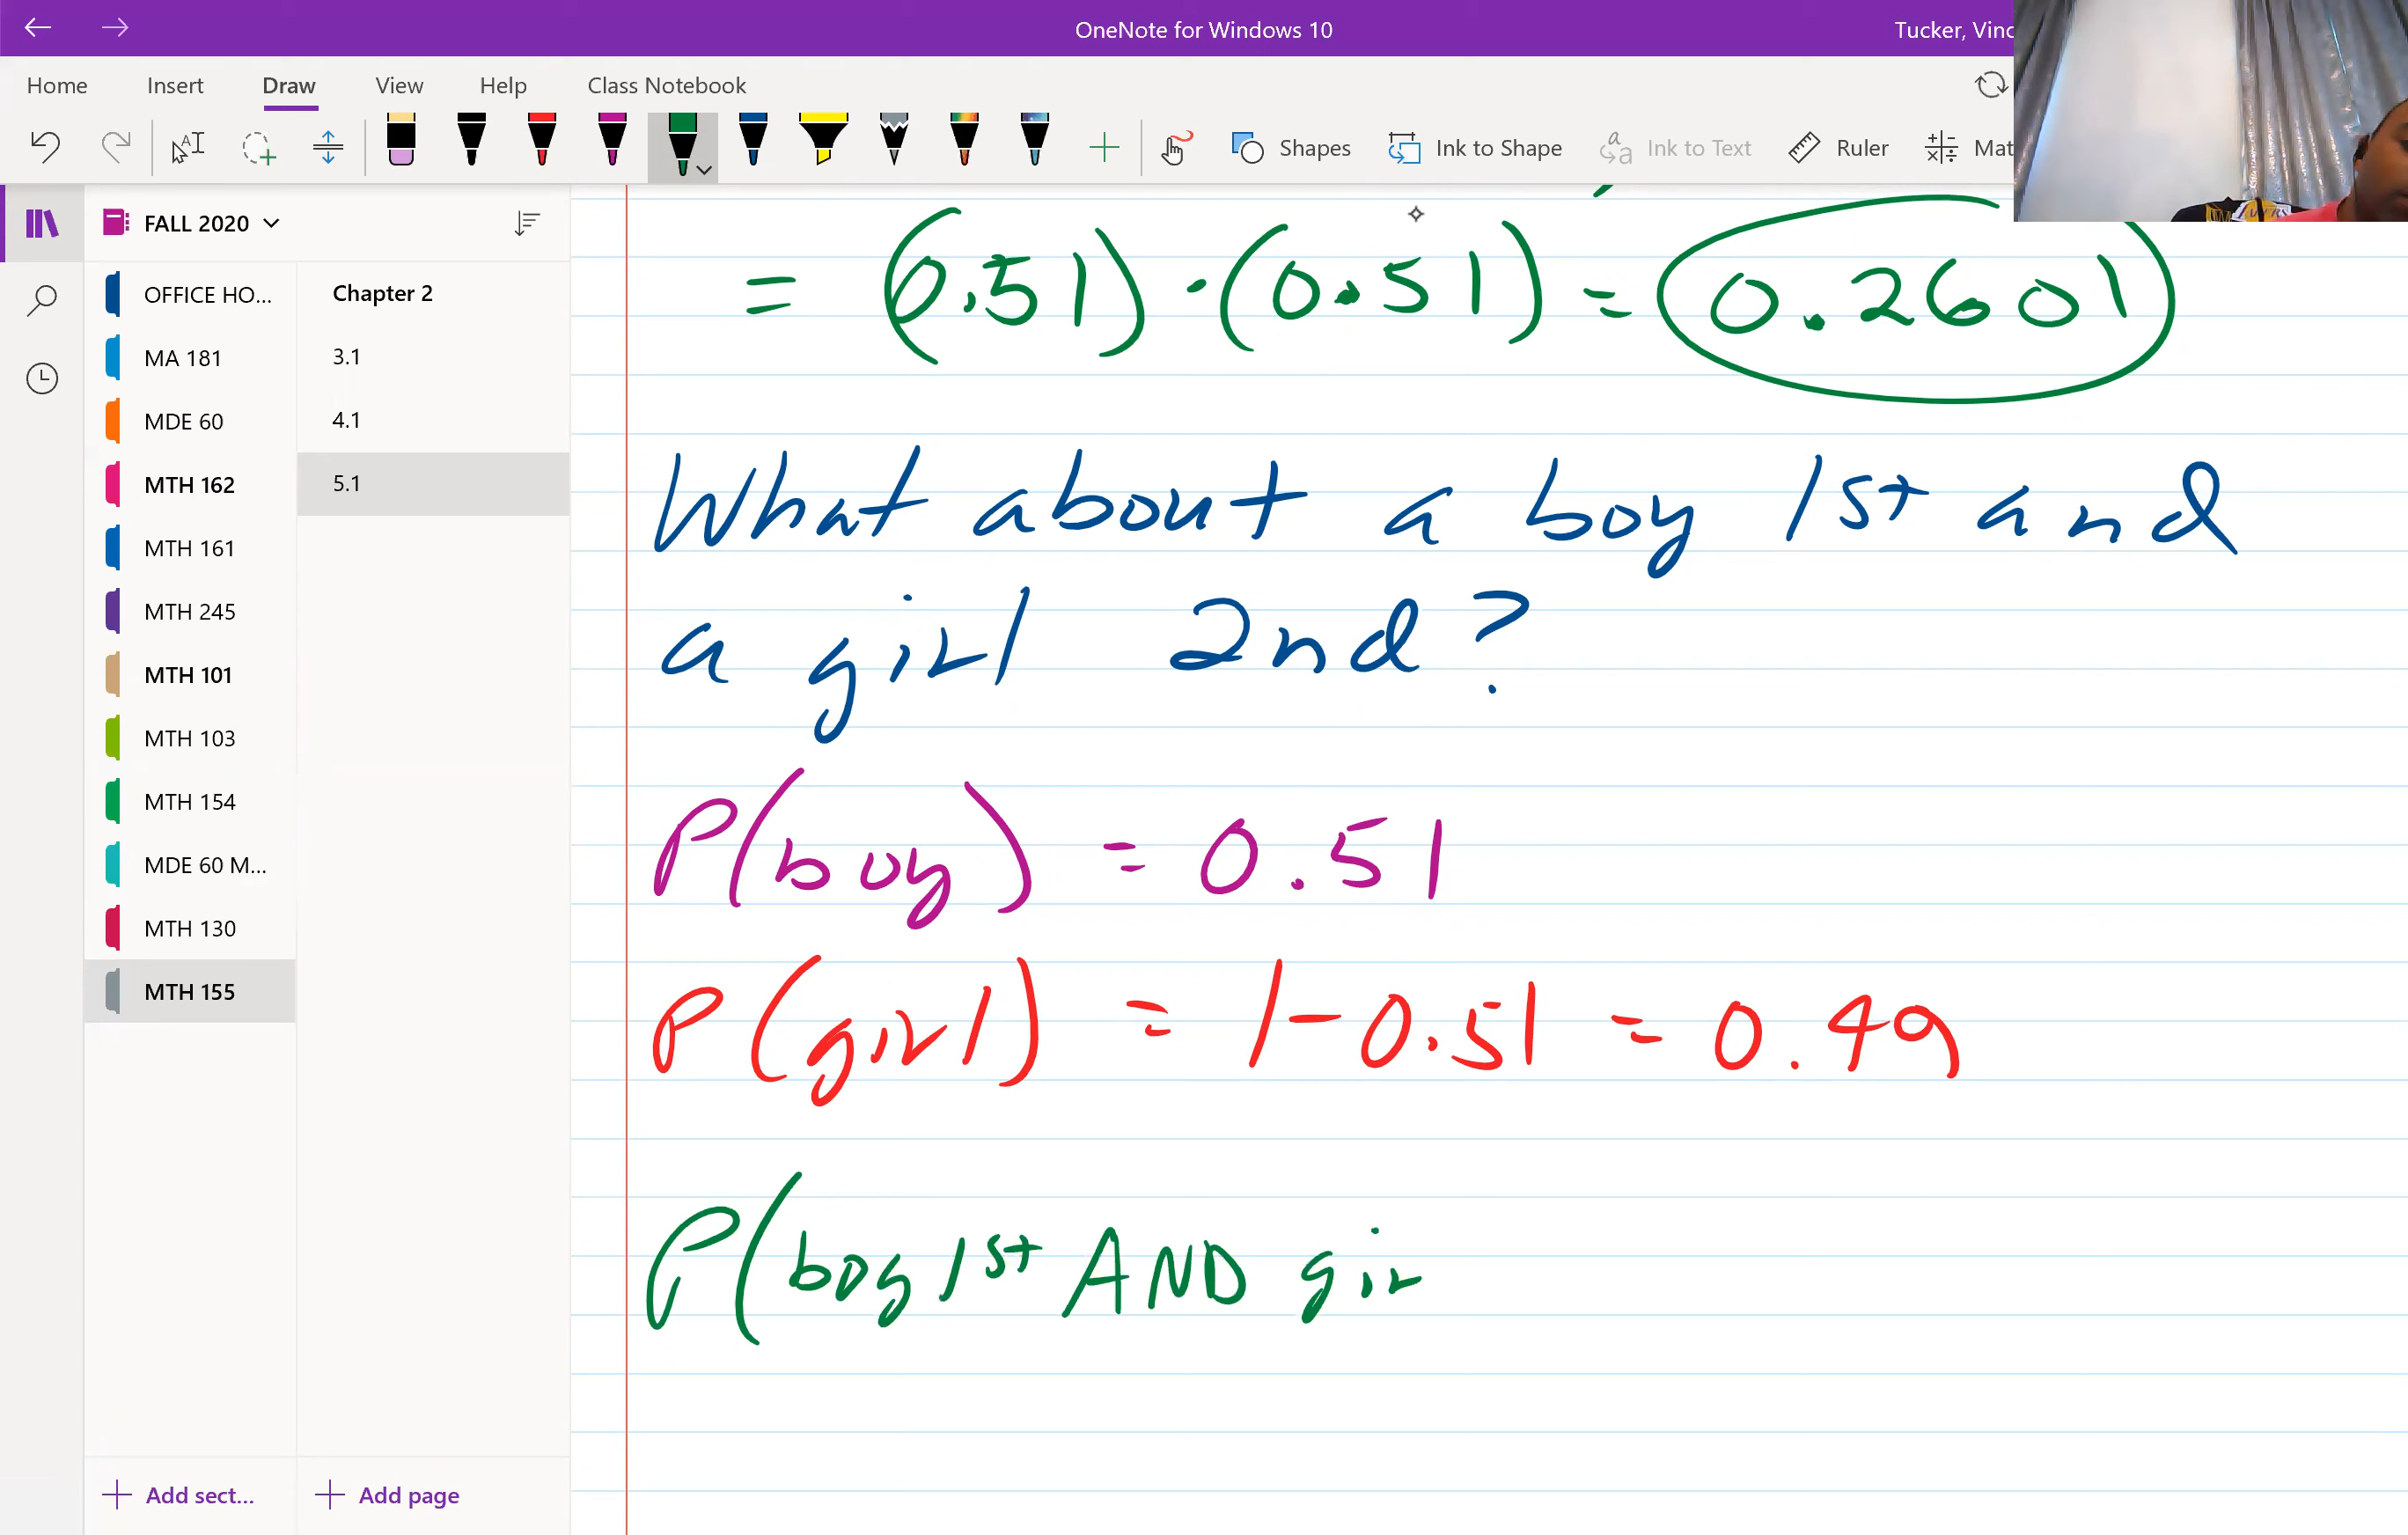 OneNote for Windows 10
Tucker, Vinc
Home Insert Draw View Help Class Notebook
Shapes Ink to Shape Ink to Text Ruler Mat
FALL 2020
OFFICE HO...
MA 181
MDE 60
MTH 162
MTH 161
MTH 245
MTH 101
MTH 103
MTH 154
MDE 60 M...
MTH 130
MTH 155
Add sect...
Chapter 2
3.1
4.1
5.1
Add page
= (0.51) · (0.51) = 0.2601
What about a boy 1st and
a girl 2nd?
P(boy) = 0.51
P(girl) = 1 - 0.51 = 0.49
P(boy 1st AND gir